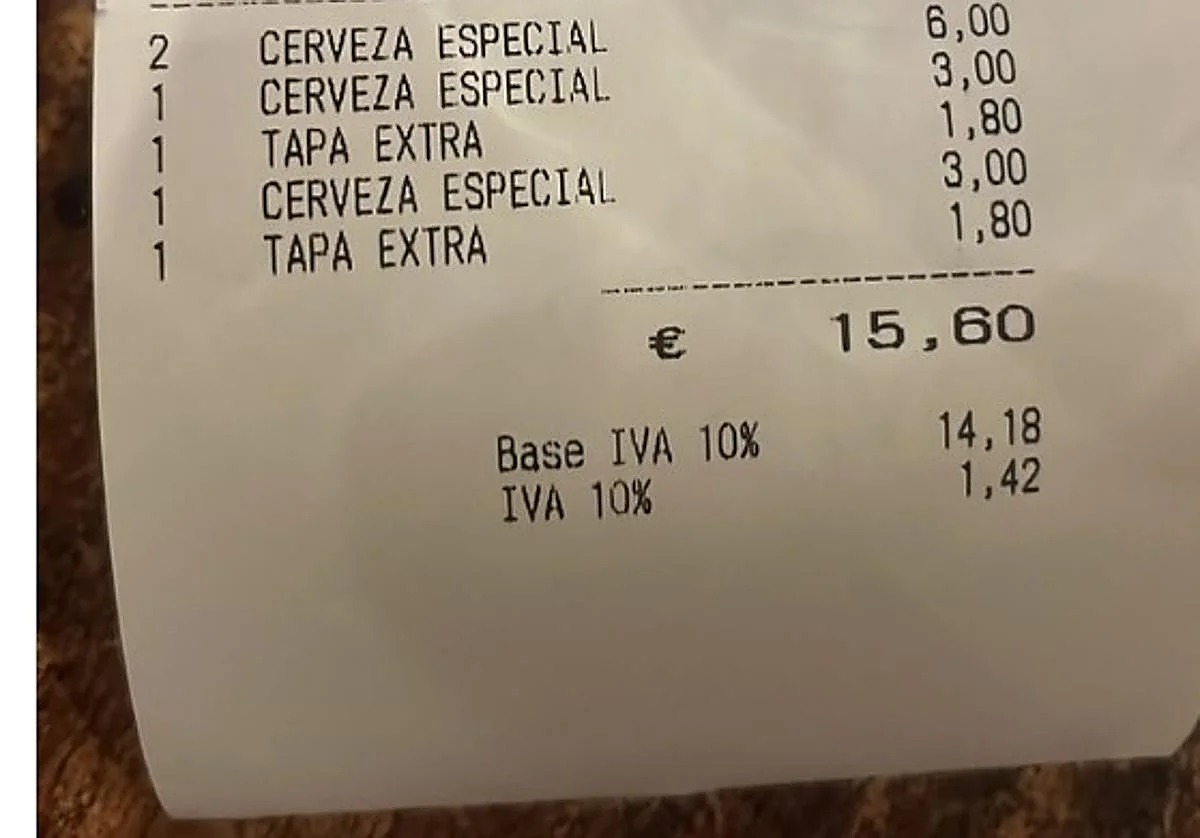 2 CERVEZA ESPECIAL 6,00
1 CERVEZA ESPECIAL 3,00
1 TAPA EXTRA 1,80
1 CERVEZA ESPECIAL 3,00
1 TAPA EXTRA 1,80
€ 15,60
Base IVA 10% 14,18
IVA 10% 1,42